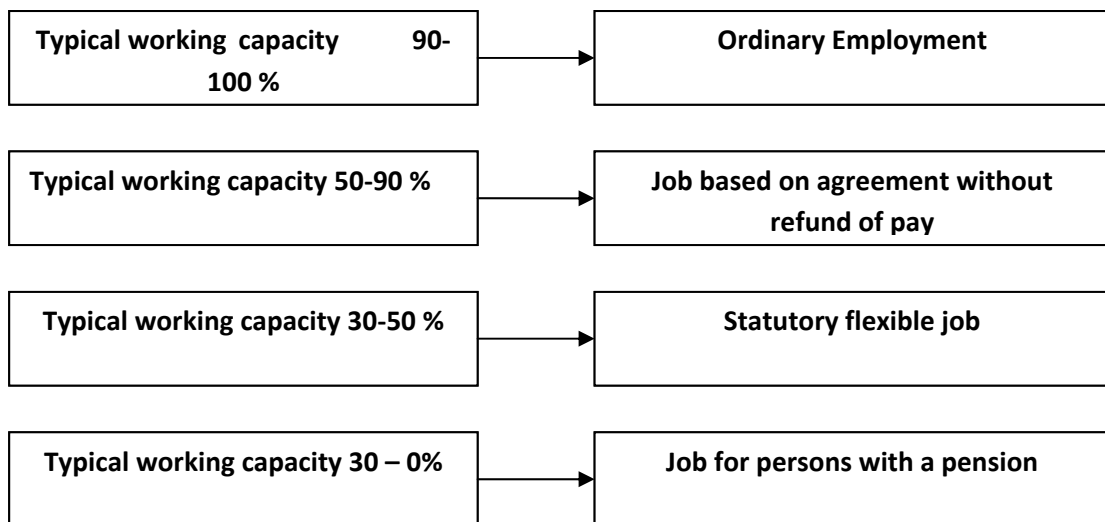 Typical working capacity 90-
100 %
Ordinary Employment
Typical working capacity 50-90 %
Job based on agreement without
refund of pay
Typical working capacity 30-50 %
Statutory flexible job
Typical working capacity 30 – 0%
Job for persons with a pension